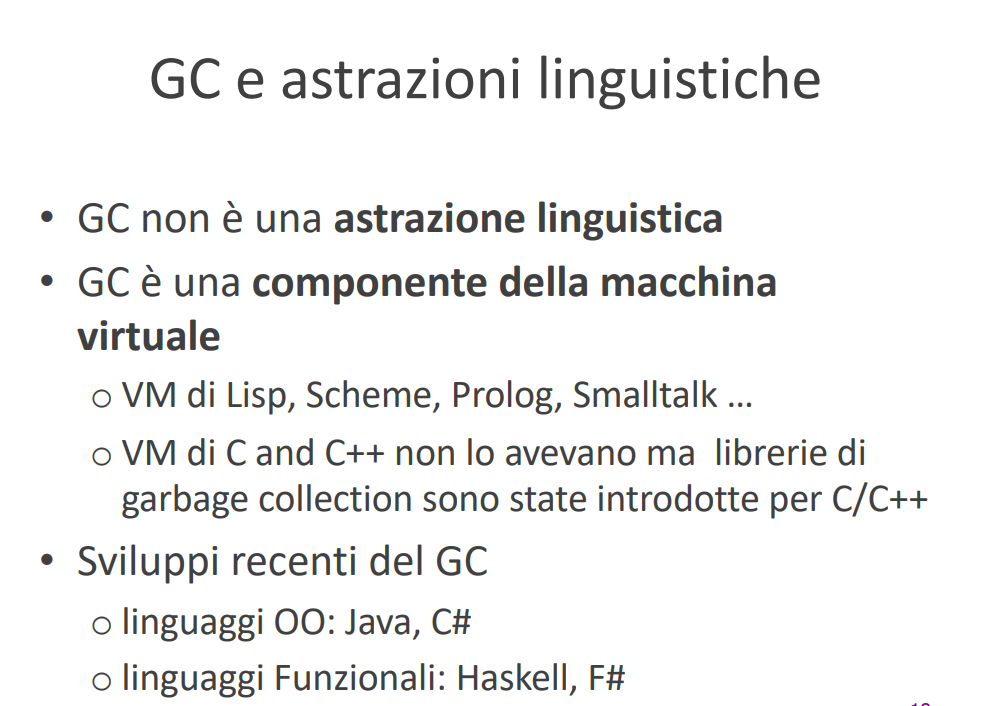 GC e astrazioni linguistiche
• GC non è una astrazione linguistica
• GC è una componente della macchina
virtuale
o VM di Lisp, Scheme, Prolog, Smalltalk …
o VM di C and C++ non lo avevano ma librerie di
garbage collection sono state introdotte per C/C++
• Sviluppi recenti del GC
o linguaggi OO: Java, C#
o linguaggi Funzionali: Haskell, F#